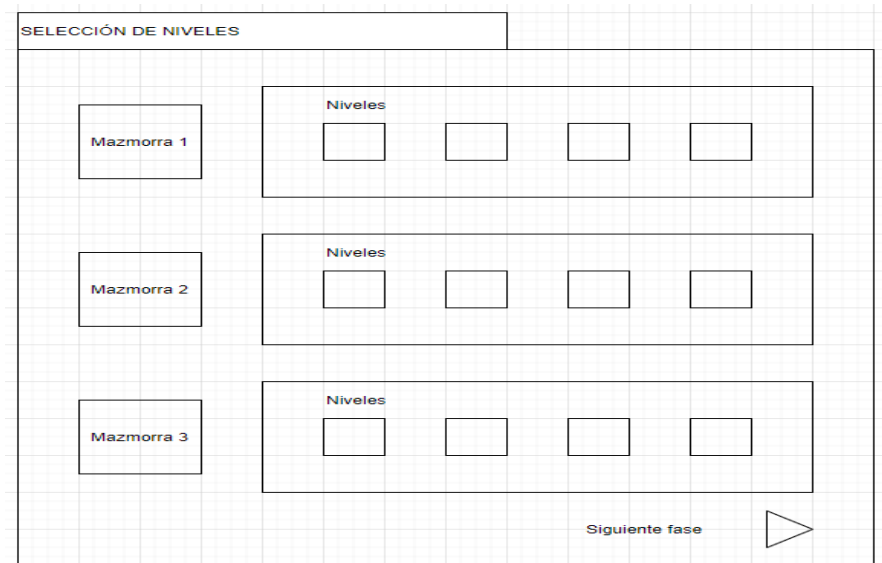 SELECCIÓN DE NIVELES
Niveles
Mazmorra 1
Niveles
Mazmorra 2
Niveles
Mazmorra 3
Siguiente fase